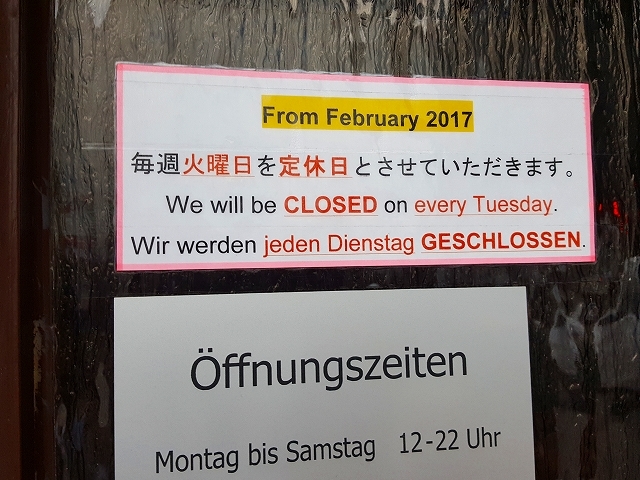 From February 2017
毎週火曜日を定休日とさせていただきます。
We will be CLOSED on every Tuesday.
Wir werden jeden Dienstag GESCHLOSSEN.
Öffnungszeiten
Montag bis Samstag 12-22 Uhr